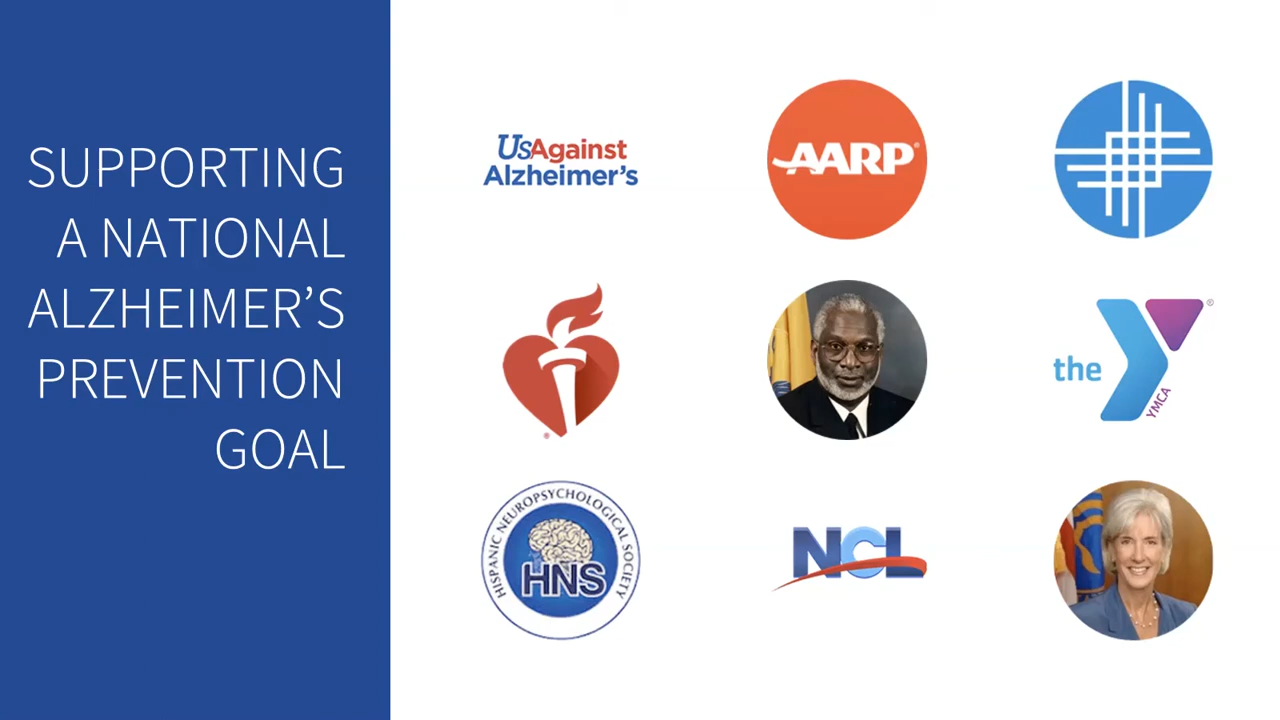 SUPPORTING
A NATIONAL
ALZHEIMER’S
PREVENTION
GOAL
UsAgainst
Alzheimer’s
AARP®
®
the
YMCA
®
HISPANIC NEUROPSYCHOLOGICAL SOCIETY
HNS
NCL